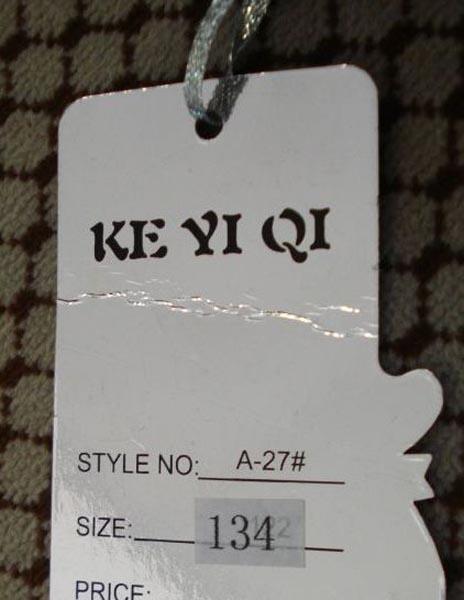 KE YI QI
STYLE NO: A-27#
SIZE: 134
PRICE: